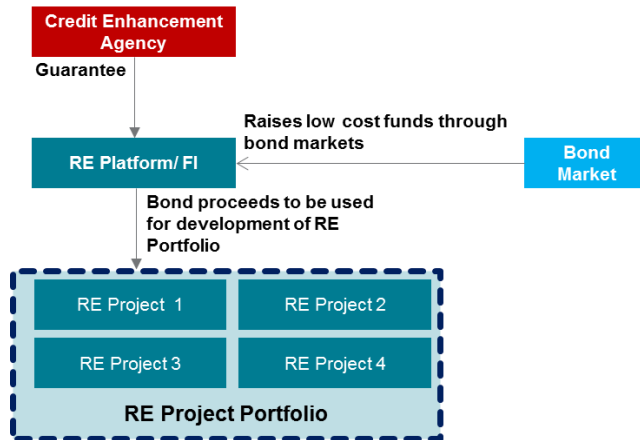 Credit Enhancement
Agency
Guarantee
Raises low cost funds through
bond markets
RE Platform/ FI
Bond
Market
Bond proceeds to be used
for development of RE
Portfolio
RE Project 1
RE Project 2
RE Project 3
RE Project 4
RE Project Portfolio